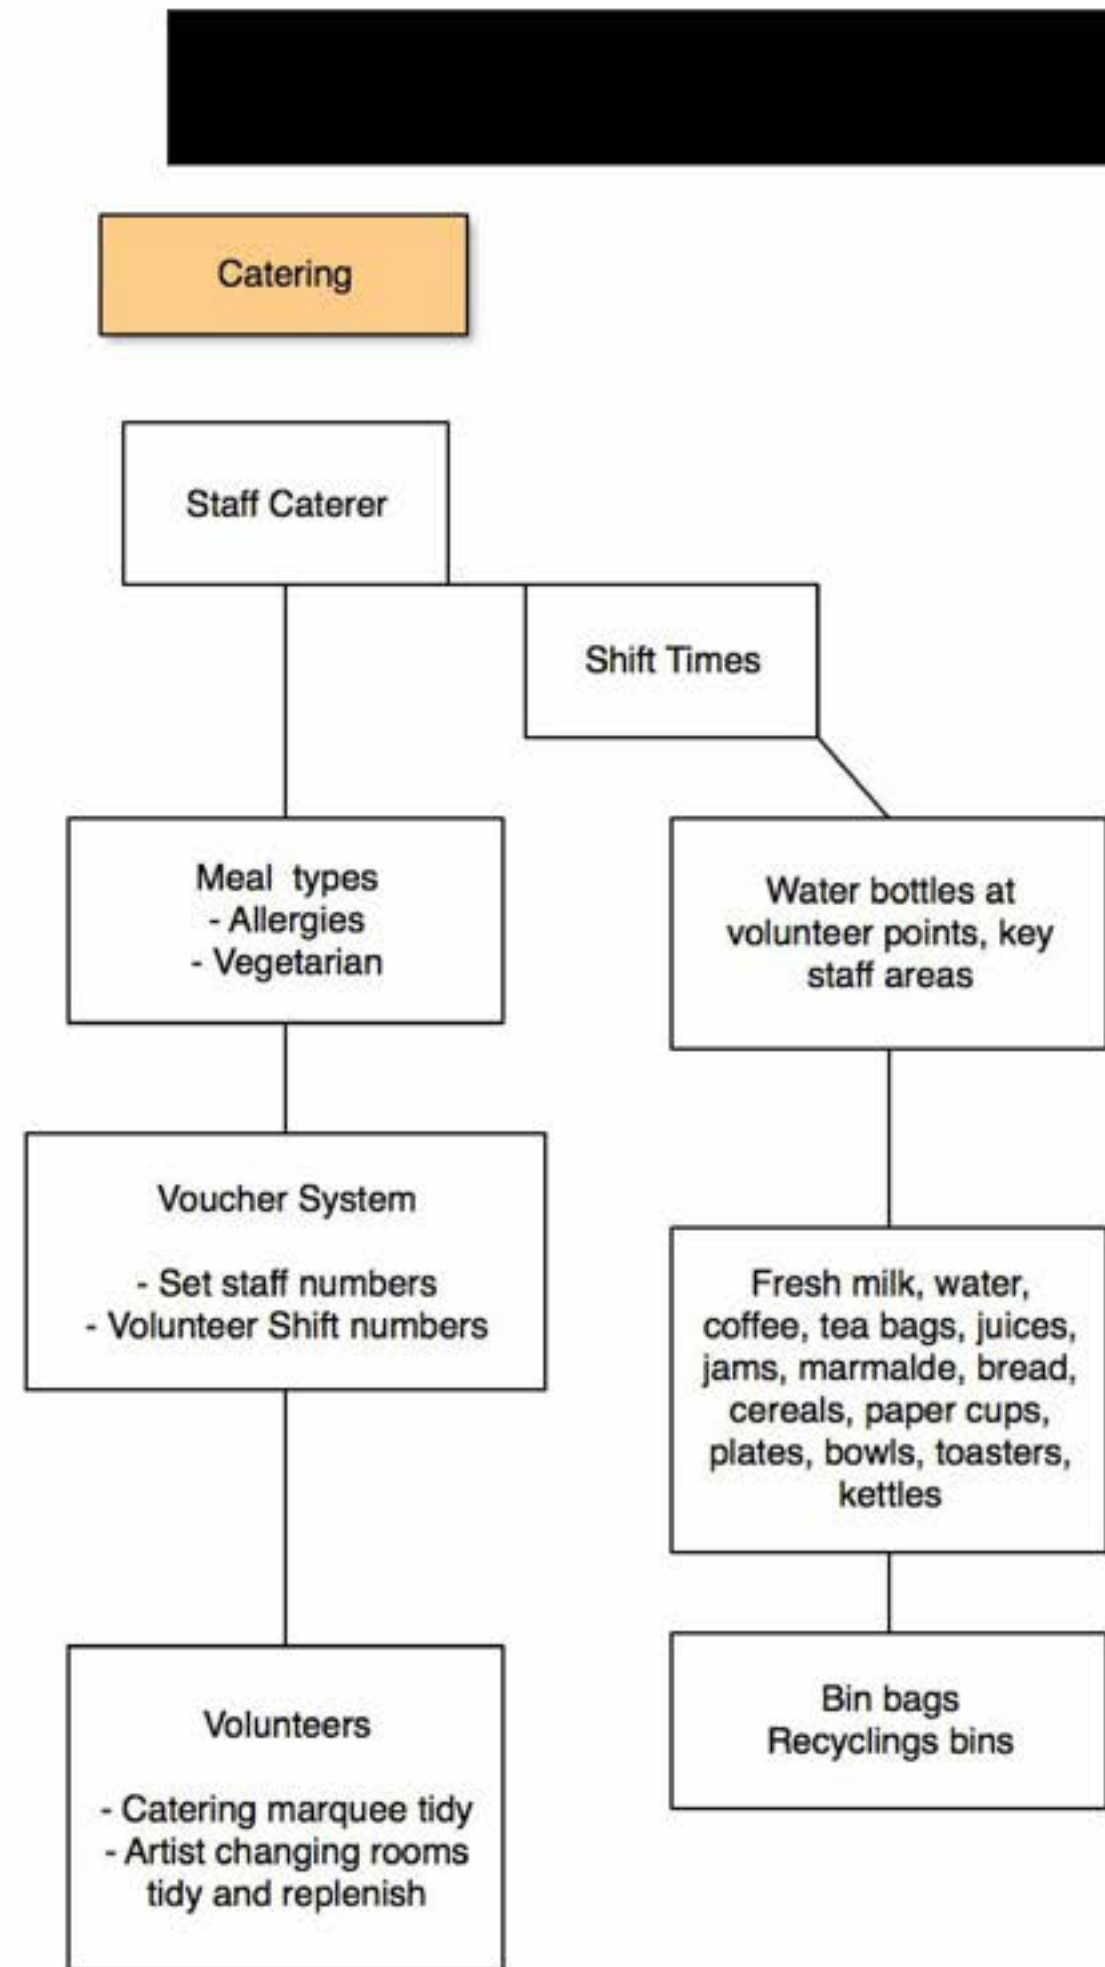 Catering
Staff Caterer
Shift Times
Meal types
- Allergies
- Vegetarian
Water bottles at
volunteer points, key
staff areas
Voucher System
- Set staff numbers
- Volunteer Shift numbers
Fresh milk, water,
coffee, tea bags, juices,
jams, marmalde, bread,
cereals, paper cups,
plates, bowls, toasters,
kettles
Volunteers
- Catering marquee tidy
- Artist changing rooms
tidy and replenish
Bin bags
Recyclings bins